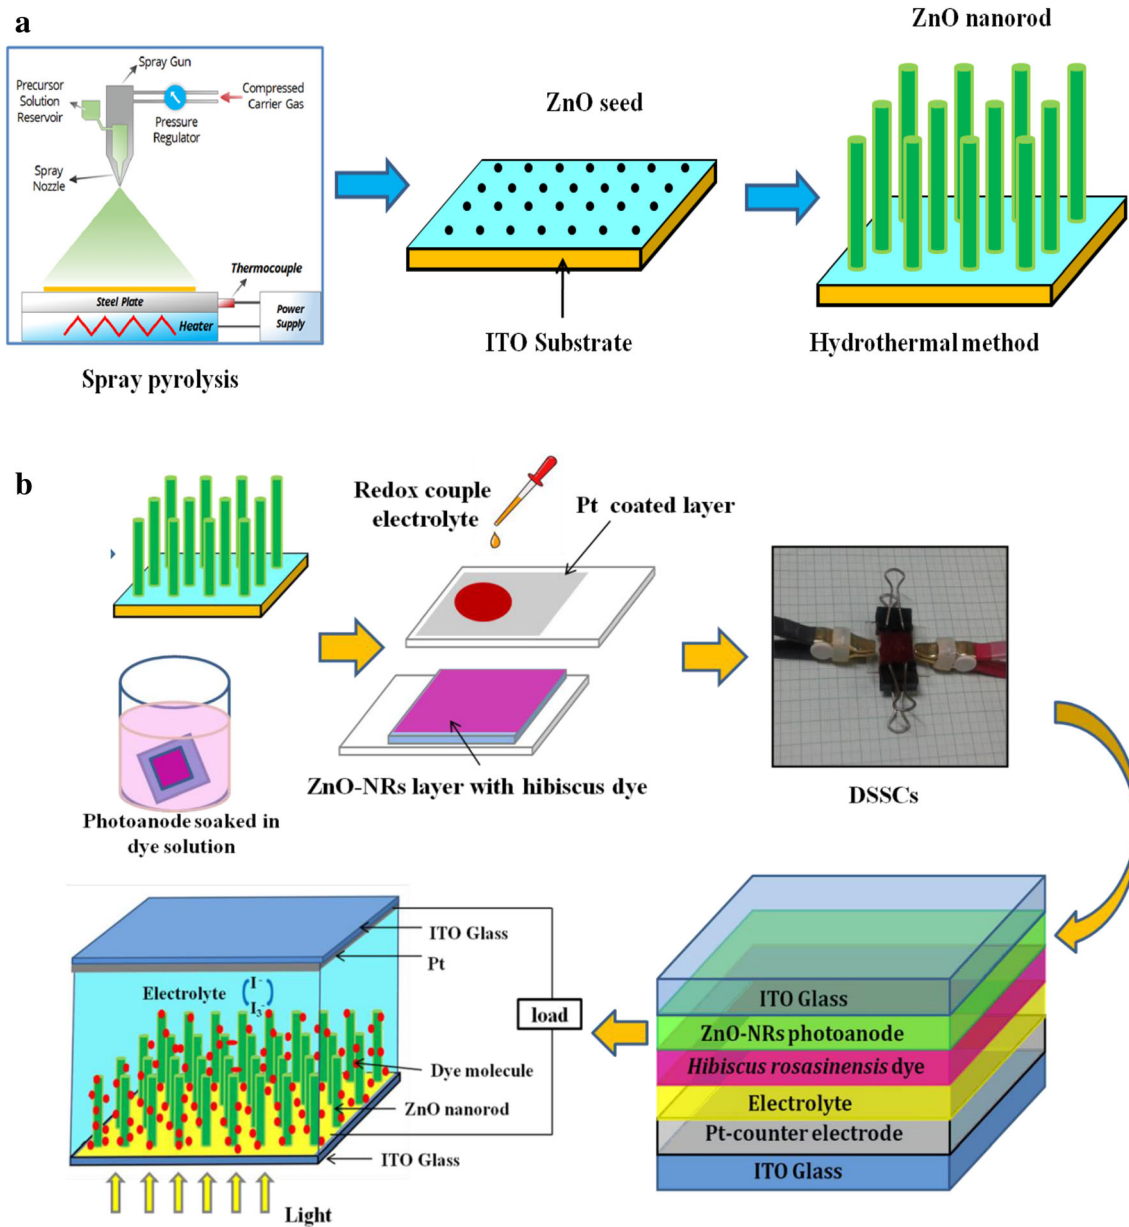 a
Spray Gun
Precursor
Solution
Reservoir
Compressed
Carrier Gas
Pressure
Regulator
Spray
Nozzle
Thermocouple
Steel Plate
Heater
Power
Supply
Spray pyrolysis
ZnO seed
ITO Substrate
ZnO nanorod
Hydrothermal method
b
Redox couple
electrolyte
Pt coated layer
ZnO-NRs layer with hibiscus dye
Photoanode soaked in
dye solution
DSSCs
ITO Glass
Pt
Electrolyte
I-
I3-
load
Dye molecule
ZnO nanorod
ITO Glass
Light
ITO Glass
ZnO-NRs photoanode
Hibiscus rosasinensis dye
Electrolyte
Pt-counter electrode
ITO Glass